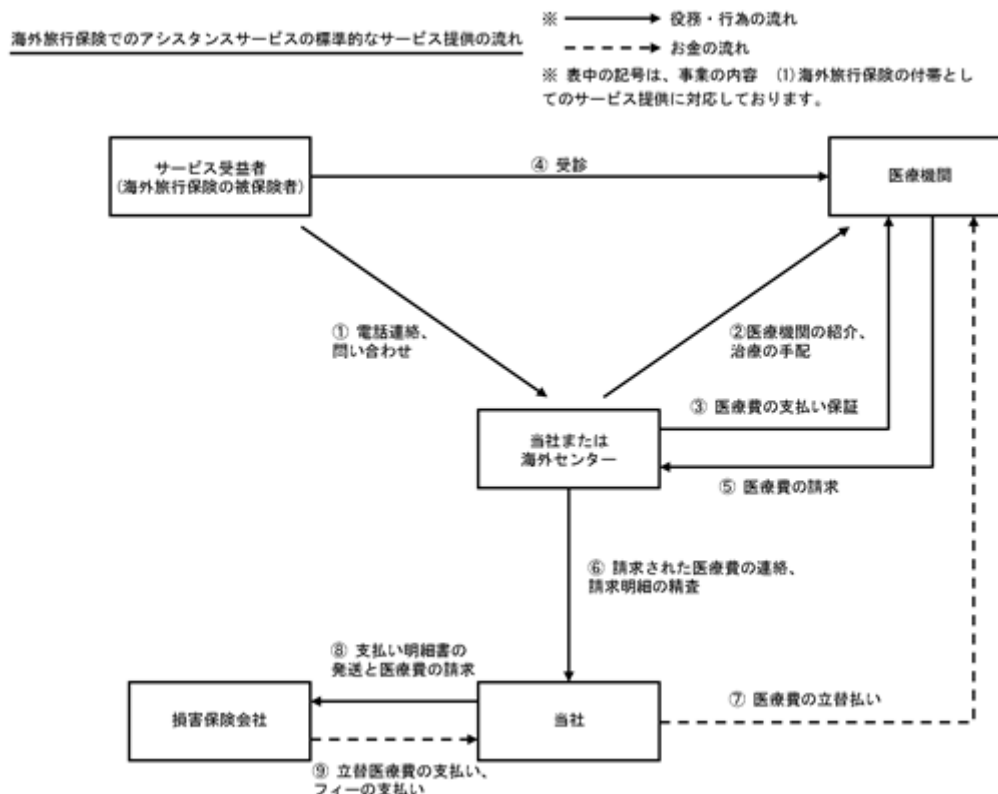 海外旅行保険でのアシスタンスサービスの標準的なサービス提供の流れ
※ 役務・行為の流れ
お金の流れ
※ 表中の記号は、事業の内容 (1)海外旅行保険の付帯とし
てのサービス提供に対応しております。
サービス受益者
(海外旅行保険の被保険者)
④ 受診
医療機関
① 電話連絡、
問い合わせ
②医療機関の紹介、
治療の手配
③ 医療費の支払い保証
当社または
海外センター
⑤ 医療費の請求
⑥ 請求された医療費の連絡、
請求明細の精査
⑧ 支払い明細書の
発送と医療費の請求
⑦ 医療費の立替払い
損害保険会社
当社
⑨ 立替医療費の支払い、
フィーの支払い